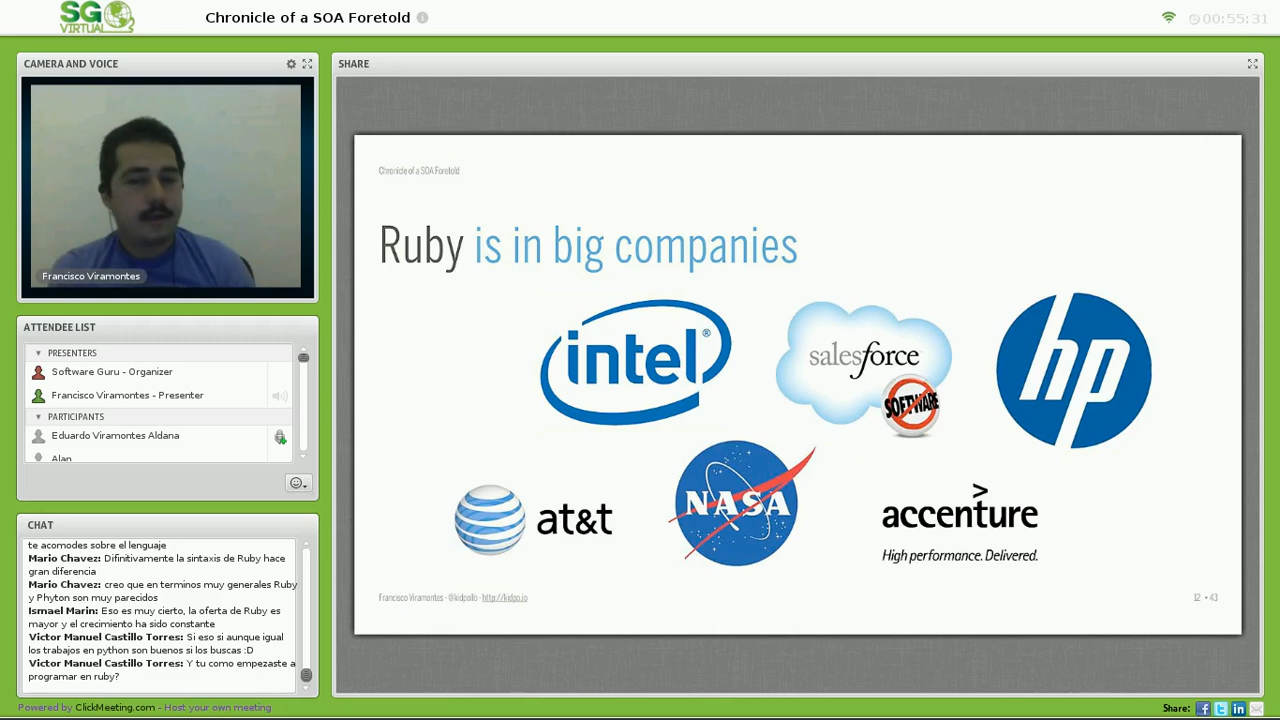 SG
VIRTUAL
Chronicle of a SOA Foretold
00:55:31
CAMERA AND VOICE
Francisco Viramontes
ATTENDEE LIST
PRESENTERS
Software Guru - Organizer
Francisco Viramontes - Presenter
PARTICIPANTS
Eduardo Viramontes Aldana
Alan
CHAT
te acomodes sobre el lenguaje
Mario Chavez: Difinitivamente la sintaxis de Ruby hace
gran diferencia
Mario Chavez: creo que en terminos muy generales Ruby
y Phyton son muy parecidos
Ismael Marin: Eso es muy cierto, la oferta de Ruby es
mayor y el crecimiento ha sido constante
Victor Manuel Castillo Torres: Si eso si aunque igual
los trabajos en python son buenos si los buscas :D
Victor Manuel Castillo Torres: Y tu como empezaste a
programar en ruby?
SHARE
Chronicle of a SOA Foretold
Ruby is in big companies
intel®
salesforce
SOFTWARE
hp
at&t
NASA
>
accenture
High performance. Delivered.
Francisco Viramontes - @kidpollo - http://kidpo.io
12 • 43
Powered by ClickMeeting.com - Host your own meeting
Share: